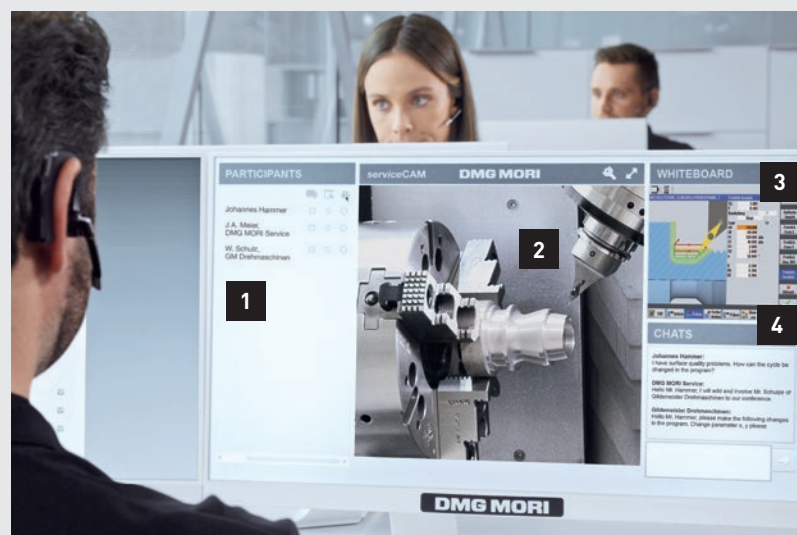 PARTICIPANTS
Johannes Hammer
J A. Meier,
DMG MORI Service
W. Schulz,
GM Drehmaschinen
1
serviceCAM
DMG MORI
2
WHITEBOARD
3
4
CHATS
Johannes Hammer:
I have surface quality problems. How can the cycle be
changed in the program?
DMG MORI Service:
Hello Mr. Hammer, I will add and involve Mr. Schulze of
Gildemeister Drehmaschinen to our conference.
Gildemeister Drehmaschinen:
Hello Mr. Hammer, please make the following changes
in the program. Change parameter x, y please
DMG MORI